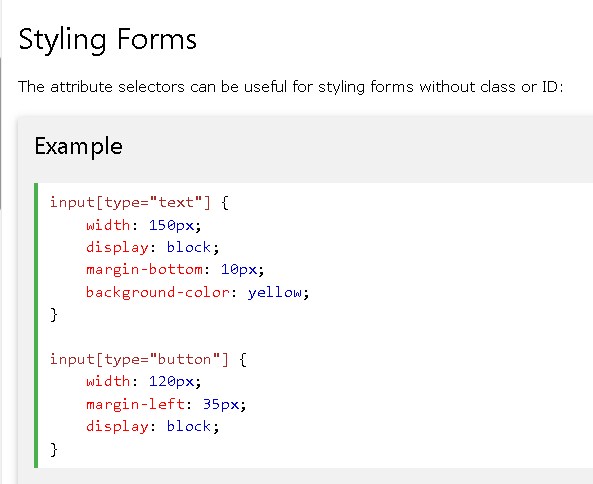 Styling Forms
The attribute selectors can be useful for styling forms without class or ID:
Example
input[type="text"] {
    width: 150px;
    display: block;
    margin-bottom: 10px;
    background-color: yellow;
}

input[type="button"] {
    width: 120px;
    margin-left: 35px;
    display: block;
}